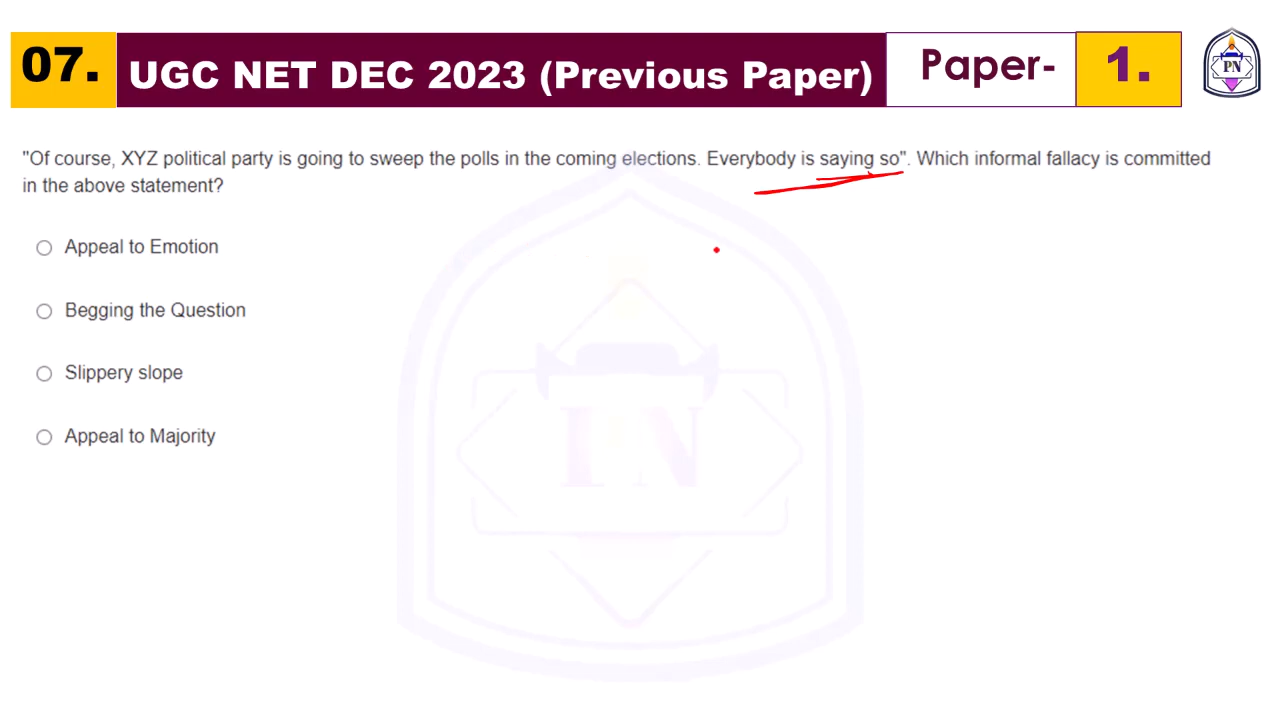 07.
UGC NET DEC 2023 (Previous Paper)
Paper-
1.
PN
"Of course, XYZ political party is going to sweep the polls in the coming elections. Everybody is saying so". Which informal fallacy is committed
in the above statement?
Appeal to Emotion
Begging the Question
Slippery slope
Appeal to Majority
PN